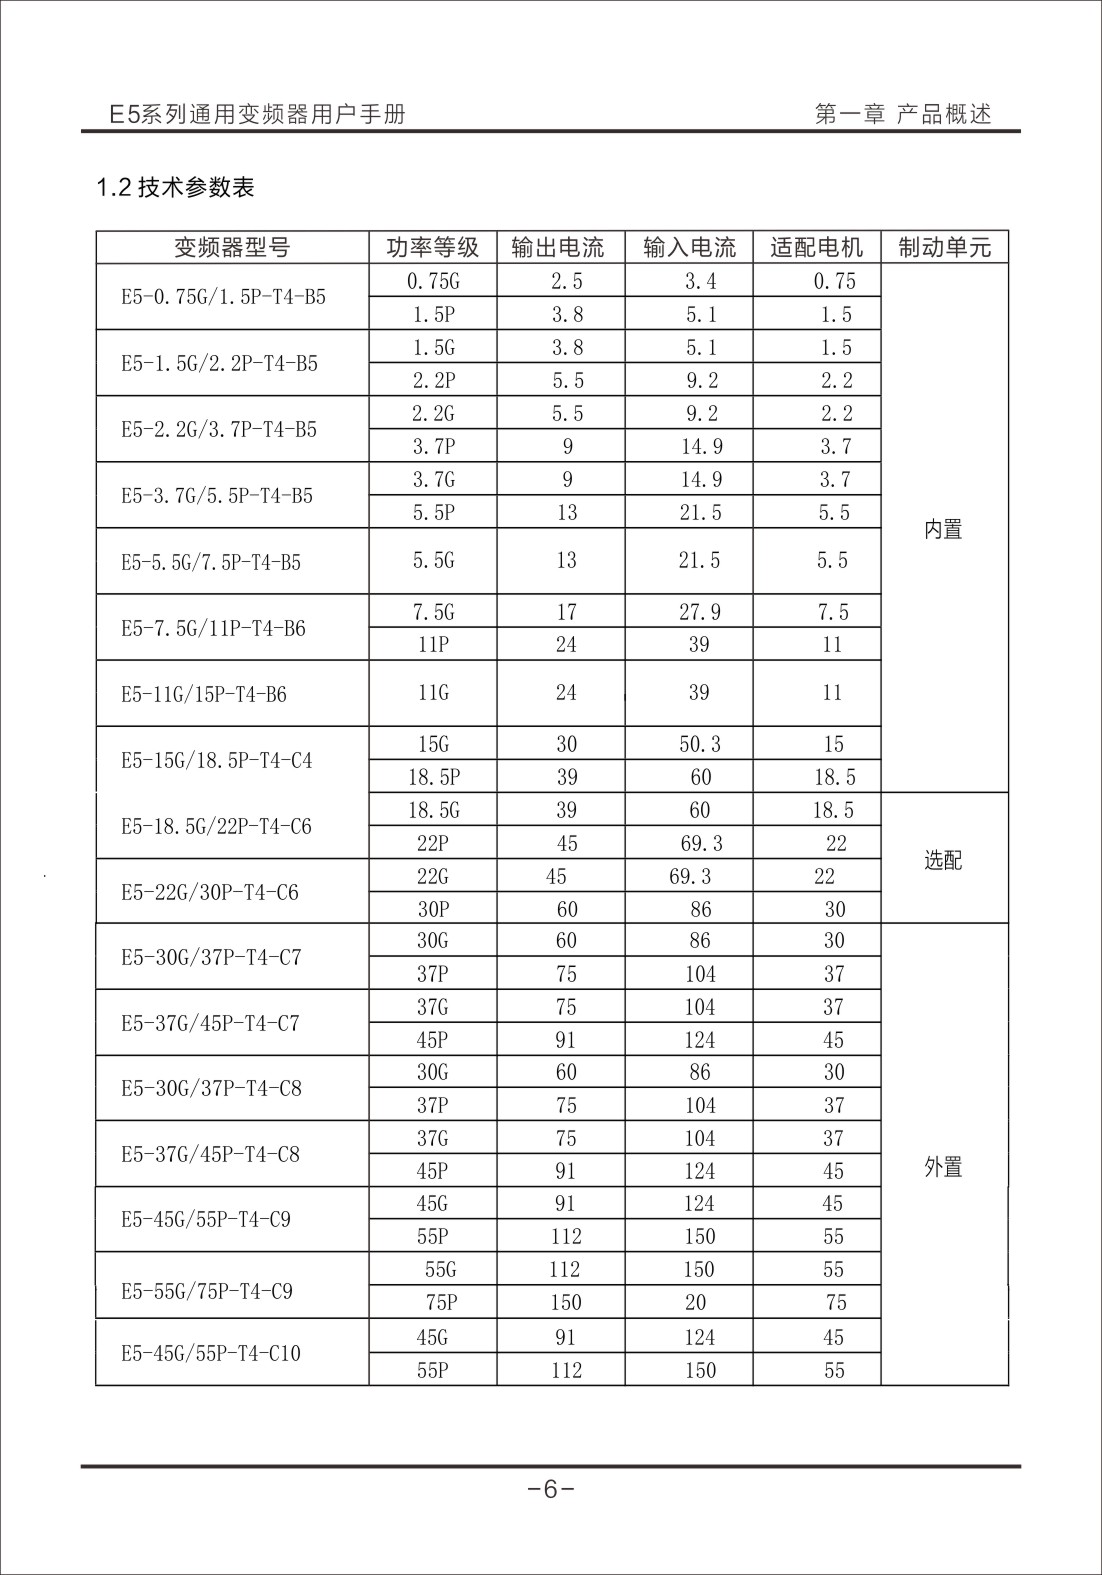 E5系列通用变频器用户手册 第一章 产品概述
1.2 技术参数表
变频器型号 功率等级 输出电流 输入电流 适配电机 制动单元
E5-0.75G/1.5P-T4-B5 0.75G 2.5 3.4 0.75
1.5P 3.8 5.1 1.5
E5-1.5G/2.2P-T4-B5 1.5G 3.8 5.1 1.5
2.2P 5.5 9.2 2.2
E5-2.2G/3.7P-T4-B5 2.2G 5.5 9.2 2.2
3.7P 9 14.9 3.7
E5-3.7G/5.5P-T4-B5 3.7G 9 14.9 3.7
5.5P 13 21.5 5.5
内置
E5-5.5G/7.5P-T4-B5 5.5G 13 21.5 5.5
E5-7.5G/11P-T4-B6 7.5G 17 27.9 7.5
11P 24 39 11
E5-11G/15P-T4-B6 11G 24 39 11
E5-15G/18.5P-T4-C4 15G 30 50.3 15
18.5P 39 60 18.5
E5-18.5G/22P-T4-C6 18.5G 39 60 18.5
22P 45 69.3 22
选配
E5-22G/30P-T4-C6 22G 45 69.3 22
30P 60 86 30
E5-30G/37P-T4-C7 30G 60 86 30
37P 75 104 37
E5-37G/45P-T4-C7 37G 75 104 37
45P 91 124 45
E5-30G/37P-T4-C8 30G 60 86 30
37P 75 104 37
E5-37G/45P-T4-C8 37G 75 104 37
45P 91 124 45
外置
E5-45G/55P-T4-C9 45G 91 124 45
55P 112 150 55
E5-55G/75P-T4-C9 55G 112 150 55
75P 150 20 75
E5-45G/55P-T4-C10 45G 91 124 45
55P 112 150 55
-6-